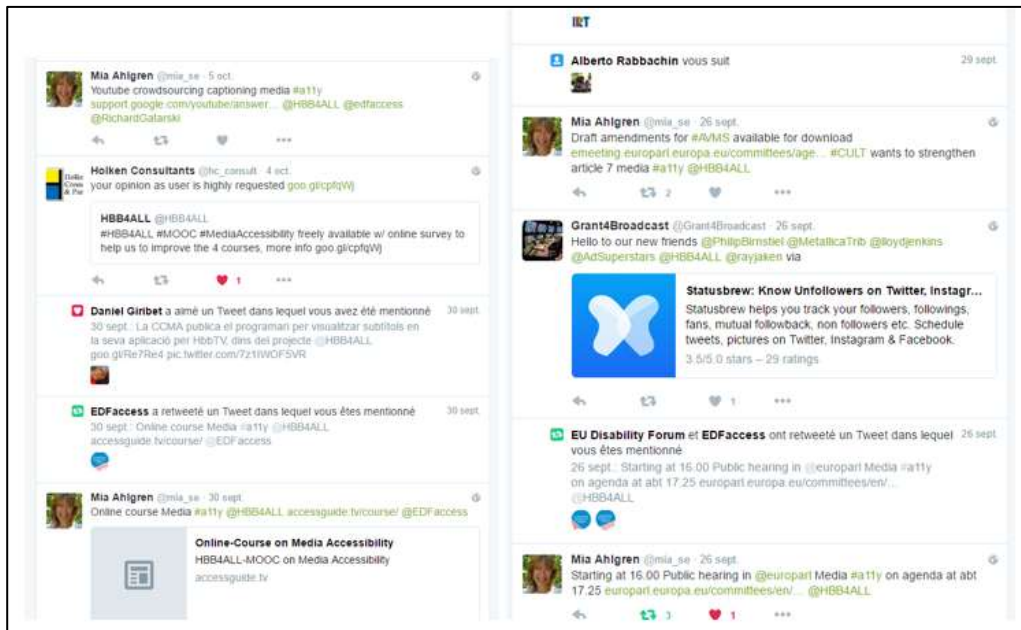 Mia Ahlgren @mia_se · 5 oct.
Youtube crowdsourcing captioning media #a11y
support.google.com/youtube/answer... @HBB4ALL @edfaccess
@RichardGatarski
Holken Consultants @hc_consult · 4 oct.
your opinion as user is highly requested goo.gl/cpfqWj
HBB4ALL @HBB4ALL
#HBB4ALL #MOOC #MediaAccessibility freely available w/ online survey to
help us to improve the 4 courses, more info goo.gl/cpfqWj
1
Daniel Giribet a aimé un Tweet dans lequel vous avez été mentionné 30 sept.
30 sept.: La CCMA publica el programari per visualitzar subtítols en
la seva aplicació per HbbTV, dins del projecte @HBB4ALL
goo.gl/Re7Re4 pic.twitter.com/7z1IWOF5VR
EDFaccess a retweeté un Tweet dans lequel vous êtes mentionné 30 sept.
30 sept.: Online course Media #a11y @HBB4ALL
accessguide.tv/course/ @EDFaccess
Mia Ahlgren @mia_se · 30 sept.
Online course Media #a11y @HBB4ALL accessguide.tv/course/ @EDFaccess
Online-Course on Media Accessibility
HBB4ALL-MOOC on Media Accessibility
accessguide.tv
IRT
Alberto Rabbachin vous suit 29 sept.
Mia Ahlgren @mia_se · 26 sept.
Draft amendments for #AVMS available for download
emeeting.europarl.europa.eu/committees/age... #CULT wants to strengthen
article 7 media #a11y @HBB4ALL
2
Grant4Broadcast @Grant4Broadcast · 26 sept.
Hello to our new friends @PhilipBirnstiel @MetallicaTrib @lloydjenkins
@AdSuperstars @HBB4ALL @rayjaken via
Statusbrew: Know Unfollowers on Twitter, Instagr...
Statusbrew helps you track your followers, followings,
fans, mutual followback, non followers etc. Schedule
tweets, pictures on Twitter, Instagram & Facebook.
3.5/5.0 stars – 29 ratings
1
EU Disability Forum et EDFaccess ont retweeté un Tweet dans lequel 26 sept.
vous êtes mentionné
26 sept.: Starting at 16.00 Public hearing in @europarl Media #a11y
on agenda at abt 17.25 europarl.europa.eu/committees/en/...
@HBB4ALL
Mia Ahlgren @mia_se · 26 sept.
Starting at 16.00 Public hearing in @europarl Media #a11y on agenda at abt
17.25 europarl.europa.eu/committees/en/... @HBB4ALL
3 1